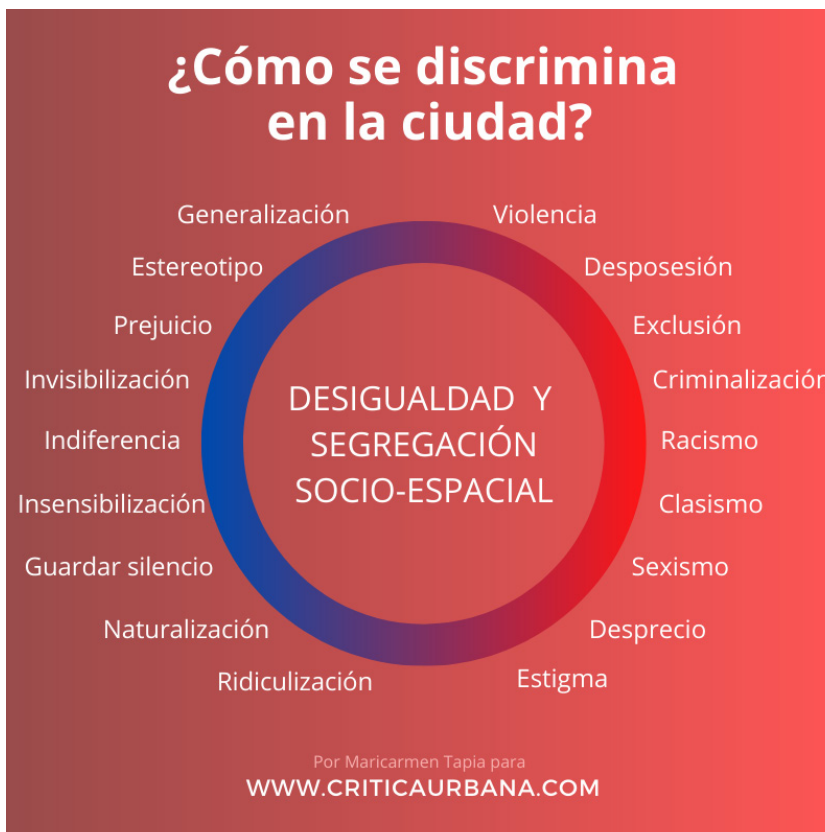 ¿Cómo se discrimina
en la ciudad?
Generalización
Estereotipo
Prejuicio
Invisibilización
Indiferencia
Insensibilización
Guardar silencio
Naturalización
Ridiculización
Violencia
Desposesión
Exclusión
Criminalización
Racismo
Clasismo
Sexismo
Desprecio
Estigma
DESIGUALDAD Y
SEGREGACIÓN
SOCIO-ESPACIAL
Por Maricarmen Tapia para
WWW.CRITICAURBANA.COM